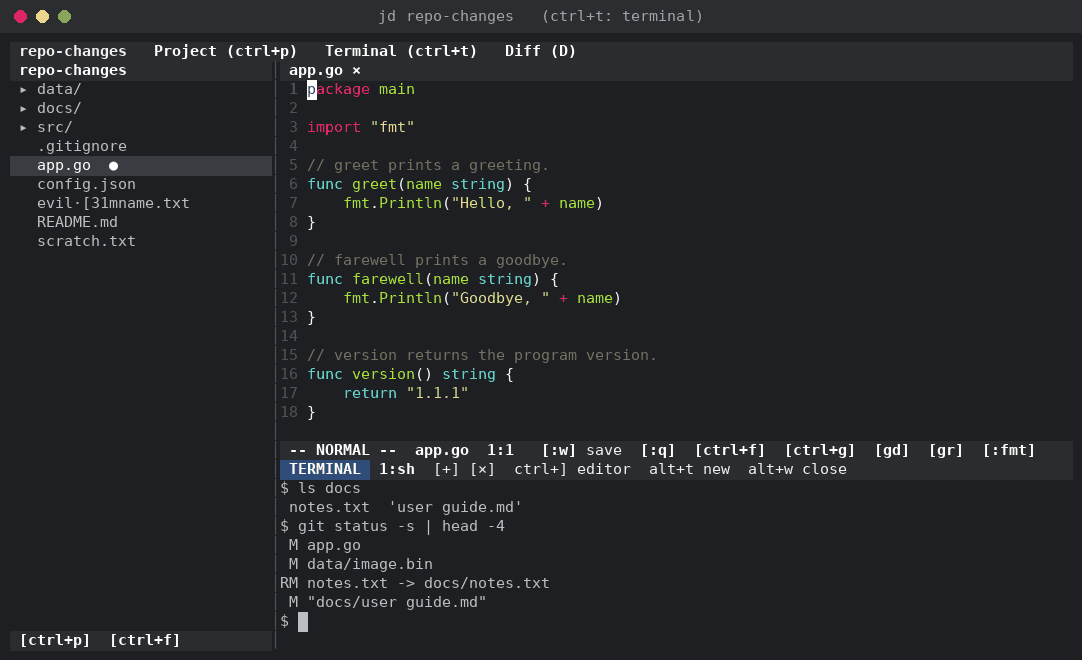 jd repo-changes (ctrl+t: terminal)
repo-changes Project (ctrl+p) Terminal (ctrl+t) Diff (D)
repo-changes
▸ data/
▸ docs/
▸ src/
.gitignore
app.go ●
config.json
evil·[31mname.txt
README.md
scratch.txt
[ctrl+p] [ctrl+f]
app.go ×
1 package main
2
3 import "fmt"
4
5 // greet prints a greeting.
6 func greet(name string) {
7     fmt.Println("Hello, " + name)
8 }
9
10 // farewell prints a goodbye.
11 func farewell(name string) {
12     fmt.Println("Goodbye, " + name)
13 }
14
15 // version returns the program version.
16 func version() string {
17     return "1.1.1"
18 }
-- NORMAL -- app.go 1:1 [:w] save [:q] [ctrl+f] [ctrl+g] [gd] [gr] [:fmt]
TERMINAL 1:sh [+] [×] ctrl+] editor alt+t new alt+w close
$ ls docs
notes.txt 'user guide.md'
$ git status -s | head -4
M app.go
M data/image.bin
RM notes.txt -> docs/notes.txt
M "docs/user guide.md"
$